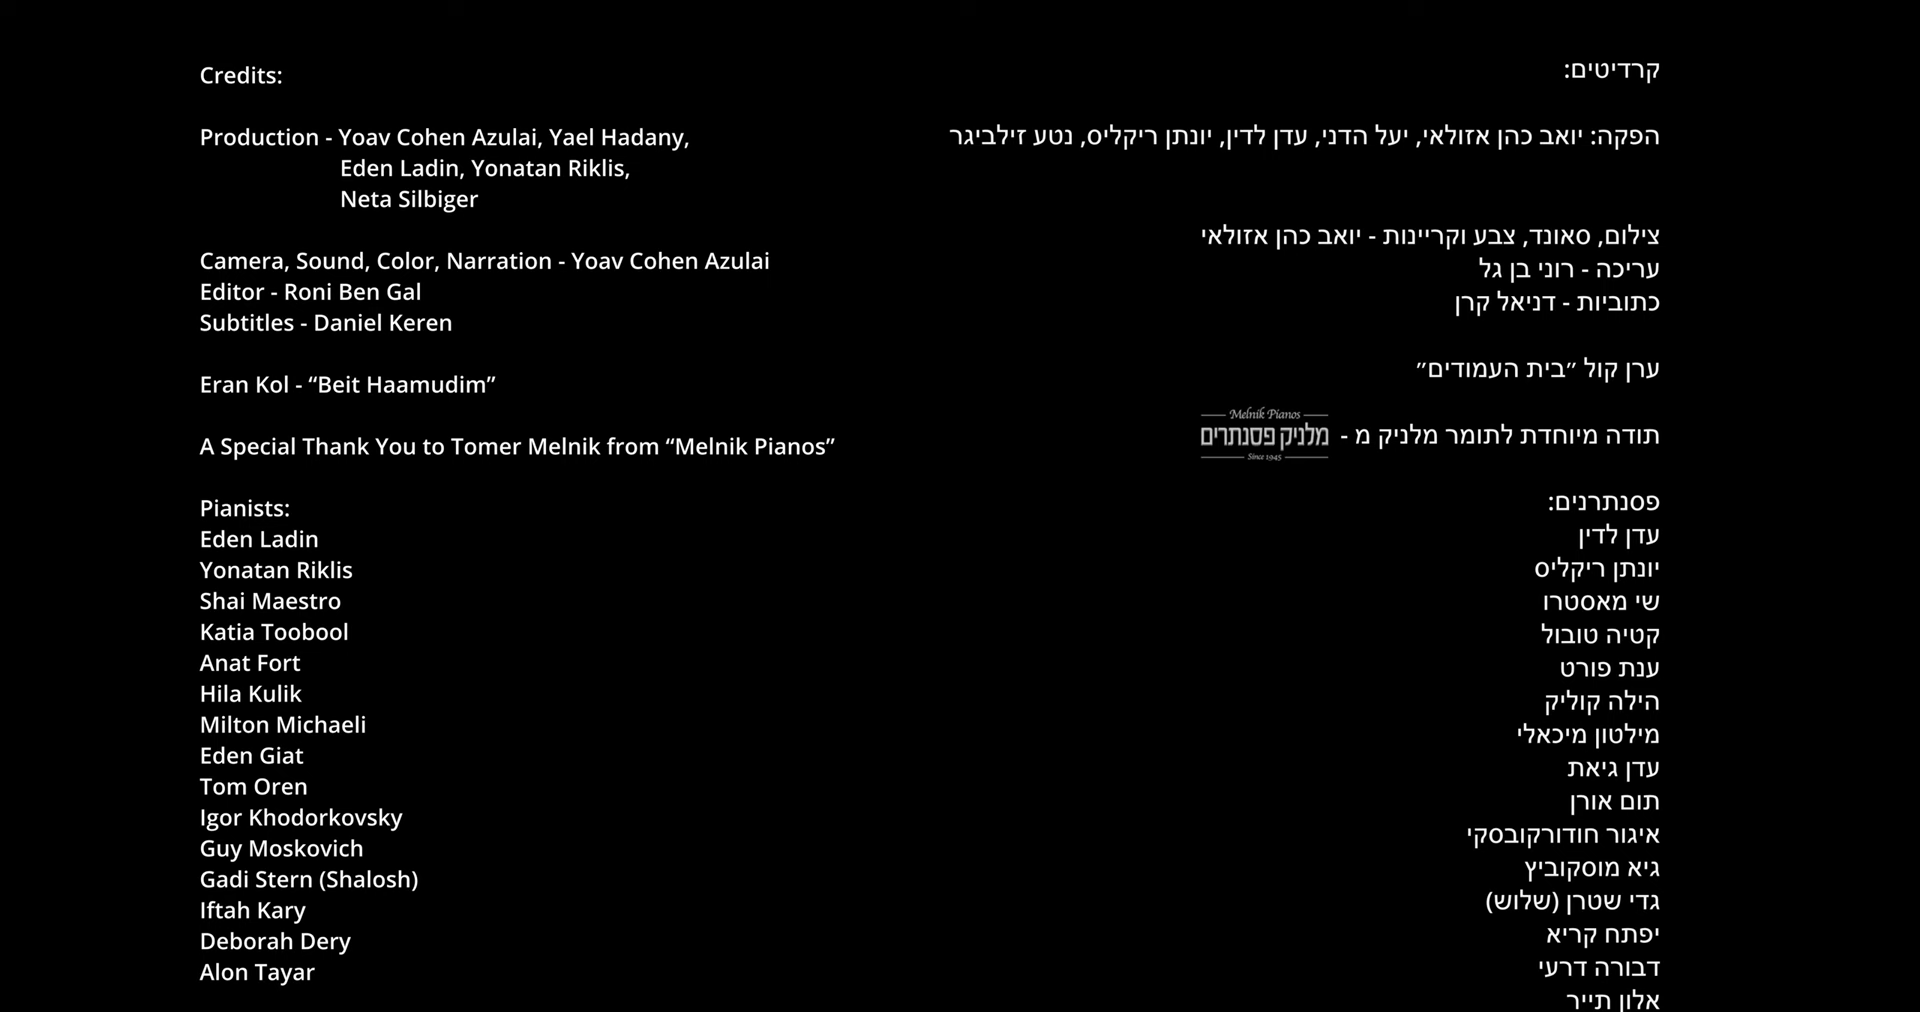 Credits:
Production - Yoav Cohen Azulai, Yael Hadany,
Eden Ladin, Yonatan Riklis,
Neta Silbiger
Camera, Sound, Color, Narration - Yoav Cohen Azulai
Editor - Roni Ben Gal
Subtitles - Daniel Keren
Eran Kol - “Beit Haamudim”
A Special Thank You to Tomer Melnik from “Melnik Pianos”
Pianists:
Eden Ladin
Yonatan Riklis
Shai Maestro
Katia Toobool
Anat Fort
Hila Kulik
Milton Michaeli
Eden Giat
Tom Oren
Igor Khodorkovsky
Guy Moskovich
Gadi Stern (Shalosh)
Iftah Kary
Deborah Dery
Alon Tayar
קרדיטים:
הפקה: יואב כהן אזולאי, יעל הדני, עדן לדין, יונתן ריקליס, נטע זילביגר
צילום, סאונד, צבע וקריינות - יואב כהן אזולאי
עריכה - רוני בן גל
כתוביות - דניאל קרן
ערן קול ״בית העמודים״
תודה מיוחדת לתומר מלניק מ -
Melnik Pianos
מלניק פסנתרים
Since 1945
פסנתרנים:
עדן לדין
יונתן ריקליס
שי מאסטרו
קטיה טובול
ענת פורט
הילה קוליק
מילטון מיכאלי
עדן גיאת
תום אורן
איגור חודורקובסקי
גיא מוסקוביץ
גדי שטרן (שלוש)
יפתח קריא
דבורה דרעי
אלון תייר